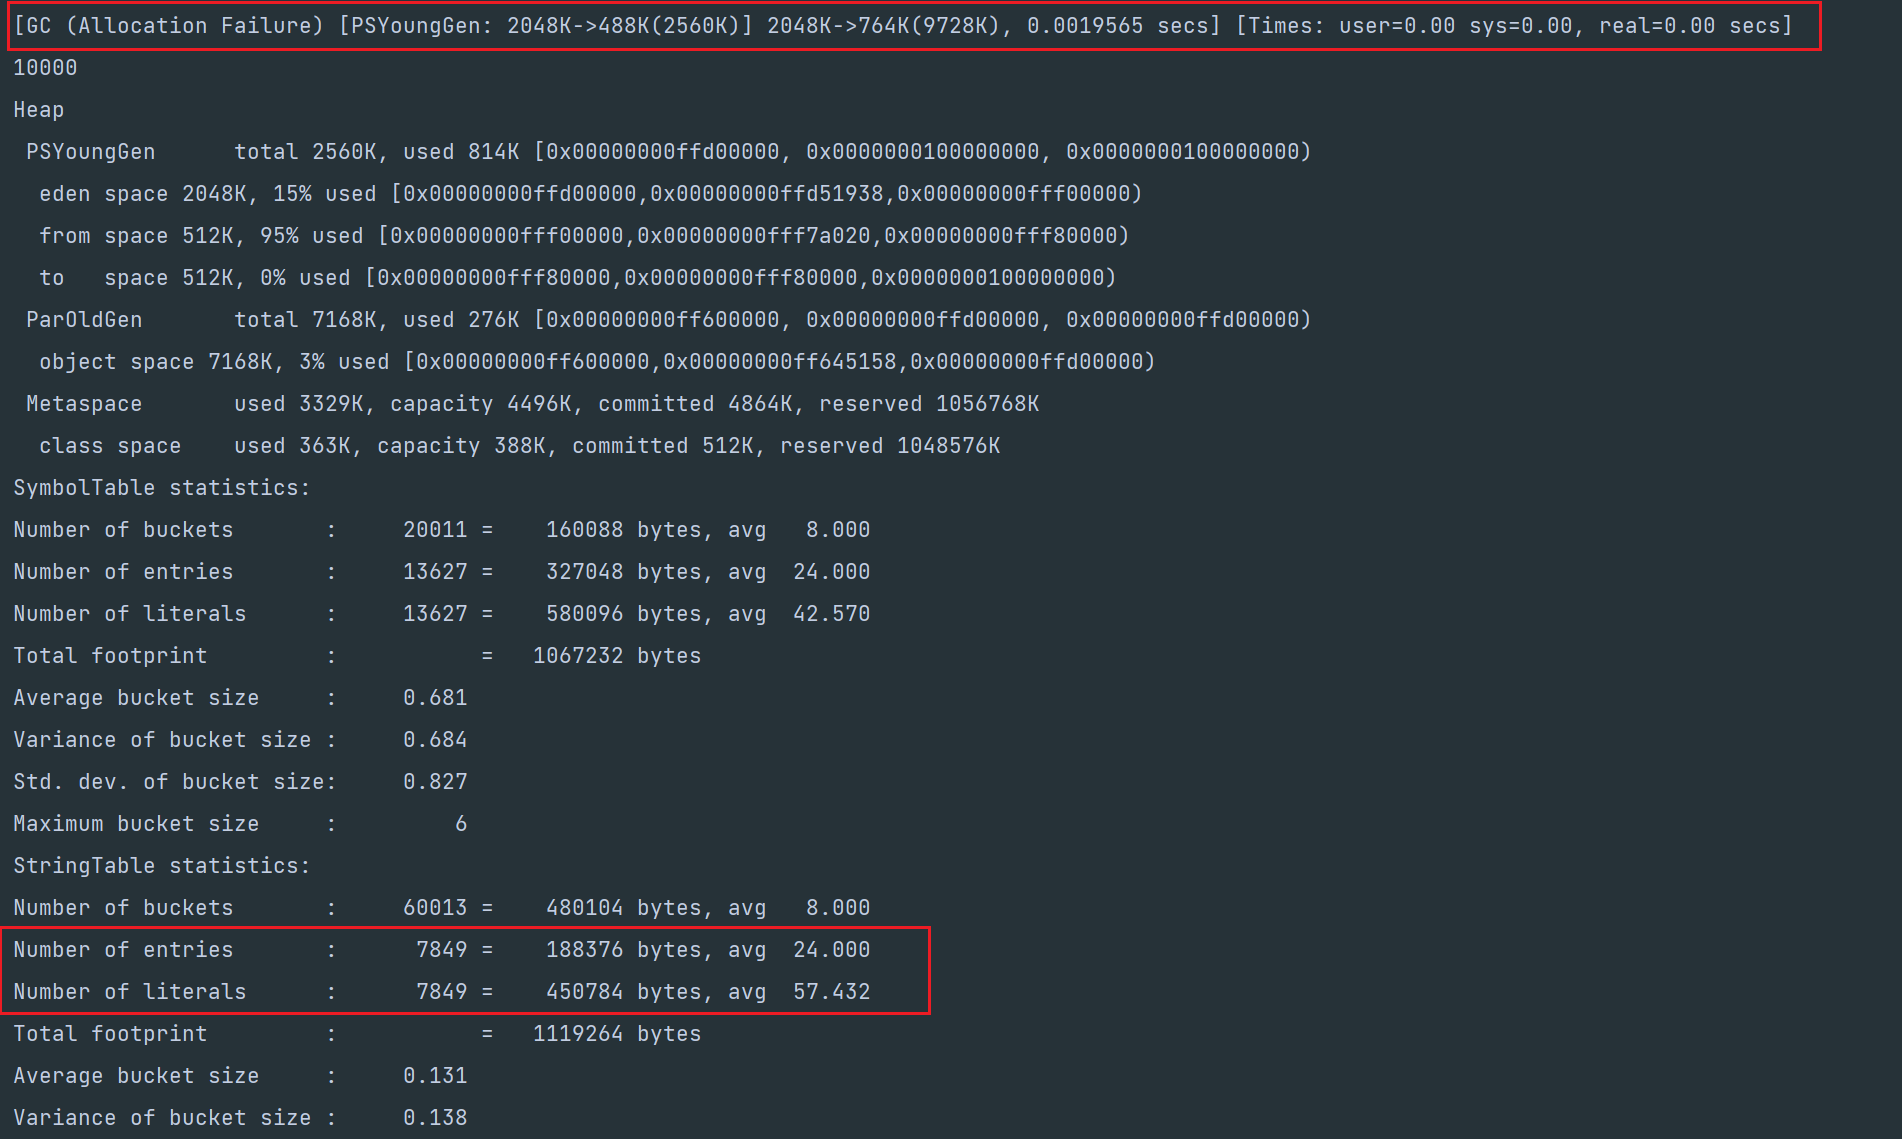 [GC (Allocation Failure) [PSYoungGen: 2048K->488K(2560K)] 2048K->764K(9728K), 0.0019565 secs] [Times: user=0.00 sys=0.00, real=0.00 secs]
10000
Heap
 PSYoungGen      total 2560K, used 814K [0x00000000ffd00000, 0x0000000100000000, 0x0000000100000000)
  eden space 2048K, 15% used [0x00000000ffd00000,0x00000000ffd51938,0x00000000fff00000)
  from space 512K, 95% used [0x00000000fff00000,0x00000000fff7a020,0x00000000fff80000)
  to   space 512K, 0% used [0x00000000fff80000,0x00000000fff80000,0x0000000100000000)
 ParOldGen       total 7168K, used 276K [0x00000000ff600000, 0x00000000ffd00000, 0x00000000ffd00000)
  object space 7168K, 3% used [0x00000000ff600000,0x00000000ff645158,0x00000000ffd00000)
 Metaspace       used 3329K, capacity 4496K, committed 4864K, reserved 1056768K
  class space    used 363K, capacity 388K, committed 512K, reserved 1048576K
SymbolTable statistics:
Number of buckets       :     20011 =    160088 bytes, avg   8.000
Number of entries       :     13627 =    327048 bytes, avg  24.000
Number of literals      :     13627 =    580096 bytes, avg  42.570
Total footprint         :           =   1067232 bytes
Average bucket size     :     0.681
Variance of bucket size :     0.684
Std. dev. of bucket size:     0.827
Maximum bucket size     :         6
StringTable statistics:
Number of buckets       :     60013 =    480104 bytes, avg   8.000
Number of entries       :      7849 =    188376 bytes, avg  24.000
Number of literals      :      7849 =    450784 bytes, avg  57.432
Total footprint         :           =   1119264 bytes
Average bucket size     :     0.131
Variance of bucket size :     0.138